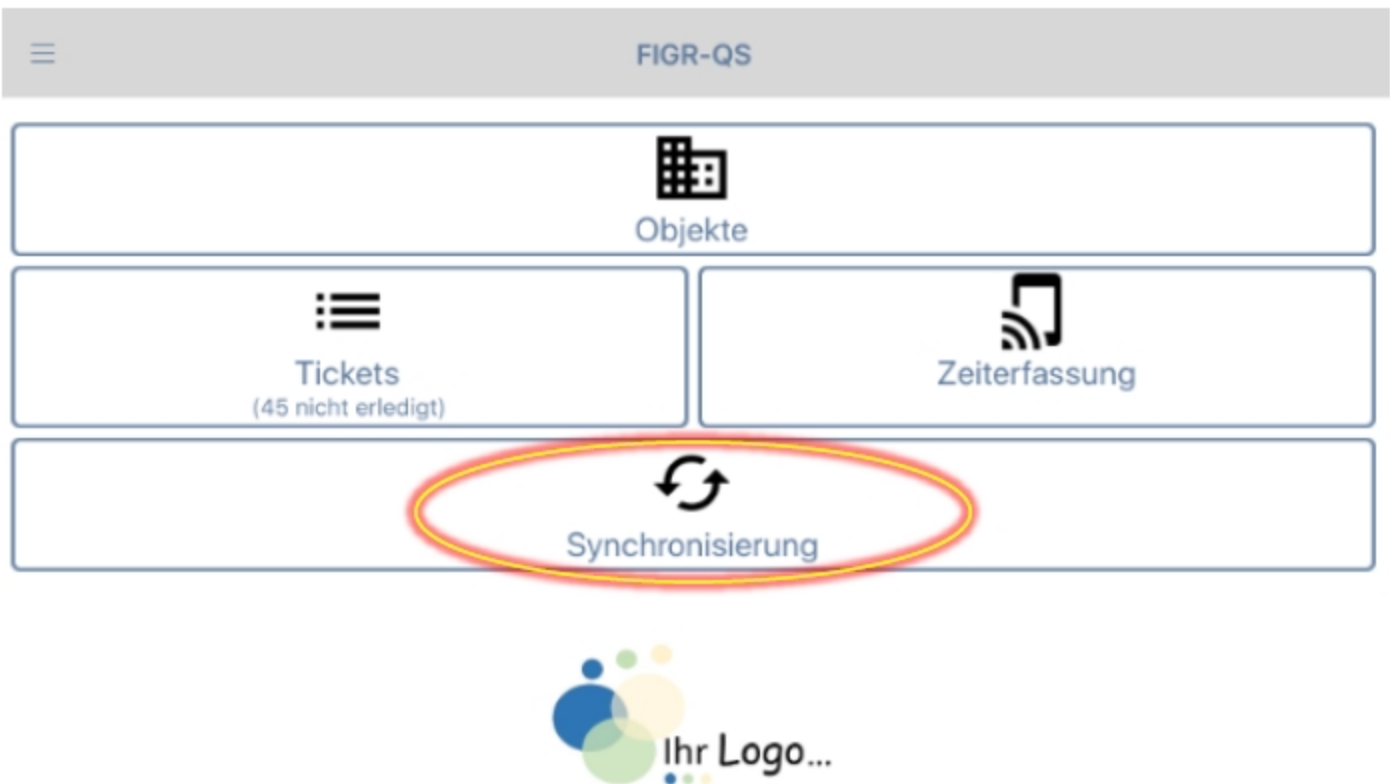 FIGR-QS
Objekte
Tickets
(45 nicht erledigt)
Zeiterfassung
Synchronisierung
Ihr Logo...